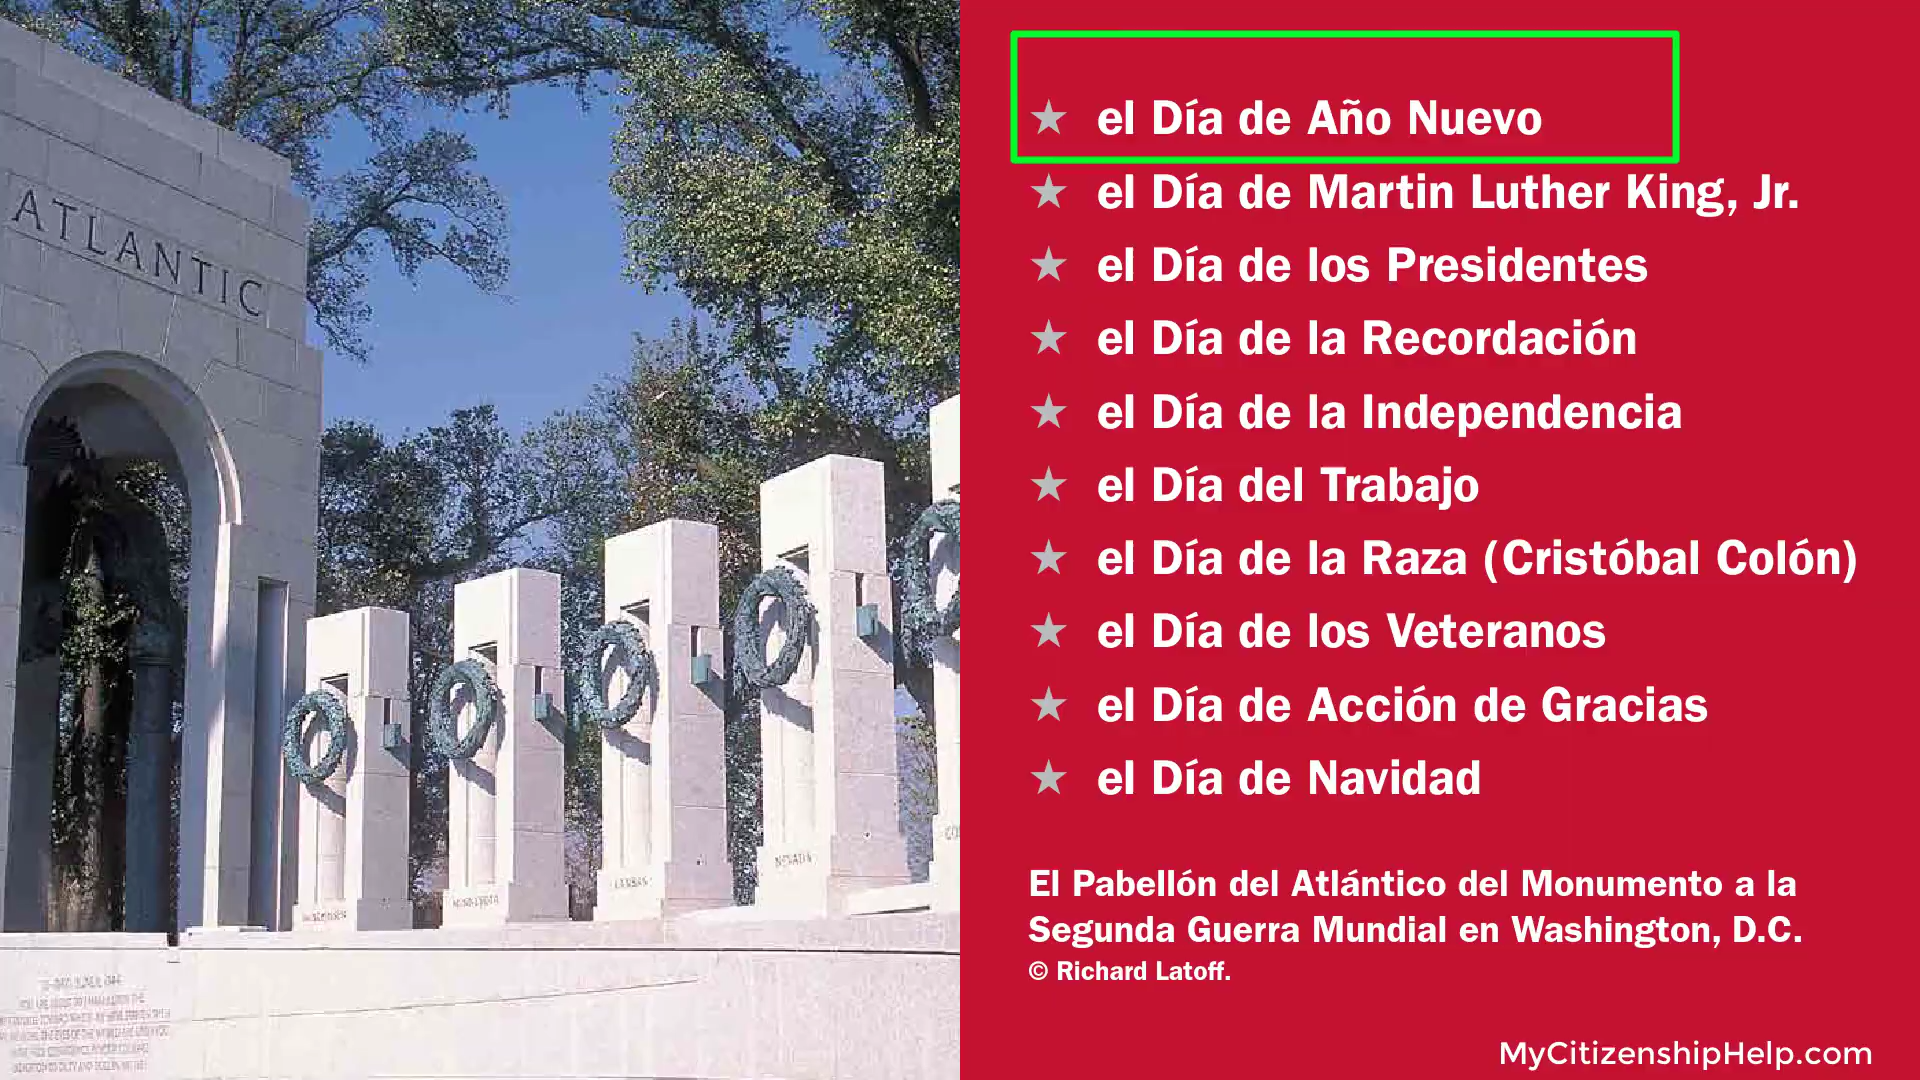 ATLANTIC
NEVADA
KANSAS
★ el Día de Año Nuevo
★ el Día de Martin Luther King, Jr.
★ el Día de los Presidentes
★ el Día de la Recordación
★ el Día de la Independencia
★ el Día del Trabajo
★ el Día de la Raza (Cristóbal Colón)
★ el Día de los Veteranos
★ el Día de Acción de Gracias
★ el Día de Navidad
El Pabellón del Atlántico del Monumento a la
Segunda Guerra Mundial en Washington, D.C.
© Richard Latoff.
MyCitizenshipHelp.com